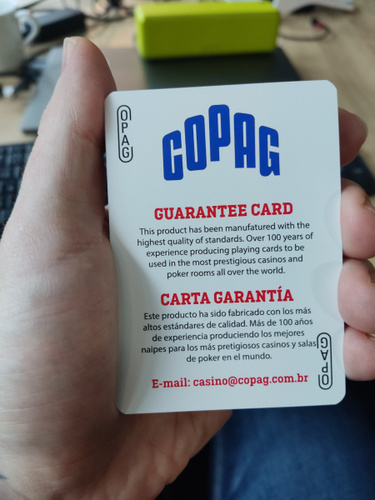 COPAG
COPAG
GUARANTEE CARD
This product has been manufatured with the
highest quality of standards. Over 100 years of
experience producing playing cards to be
used in the most prestigious casinos and
poker rooms all over the world.
CARTA GARANTÍA
Este producto ha sido fabricado con los más
altos estándares de calidad. Más de 100 años
de experiencia produciendo los mejores
naipes para los más pretigiosos casinos y salas
de poker en el mundo.
COPAG
E-mail: casino@copag.com.br